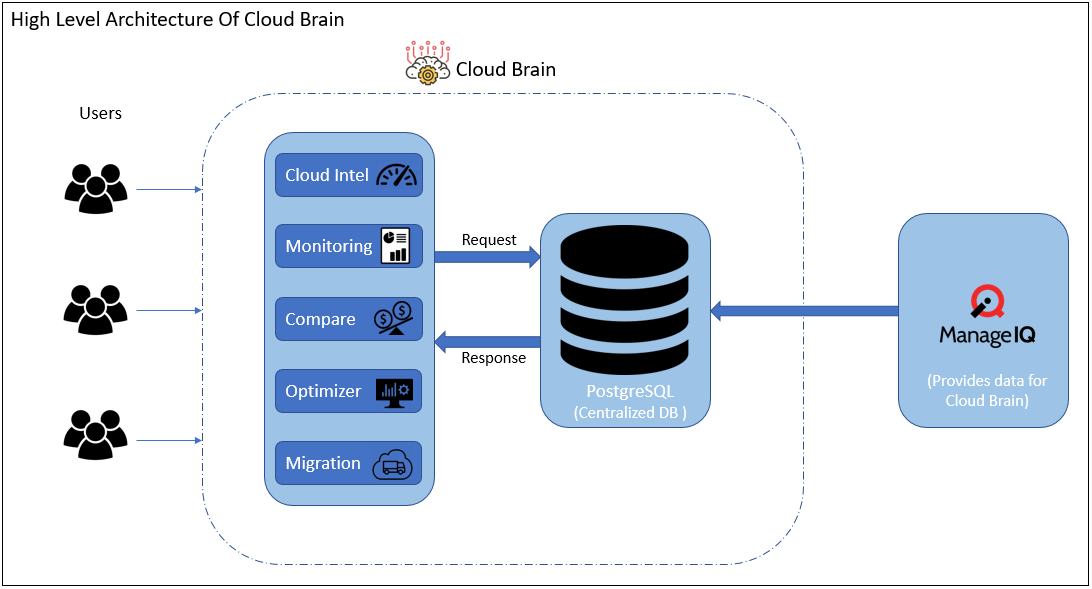 High Level Architecture Of Cloud Brain
Cloud Brain
Users
Cloud Intel
Monitoring
Compare
Optimizer
Migration
Request
Response
PostgreSQL
(Centralized DB )
ManageIQ
(Provides data for
Cloud Brain)